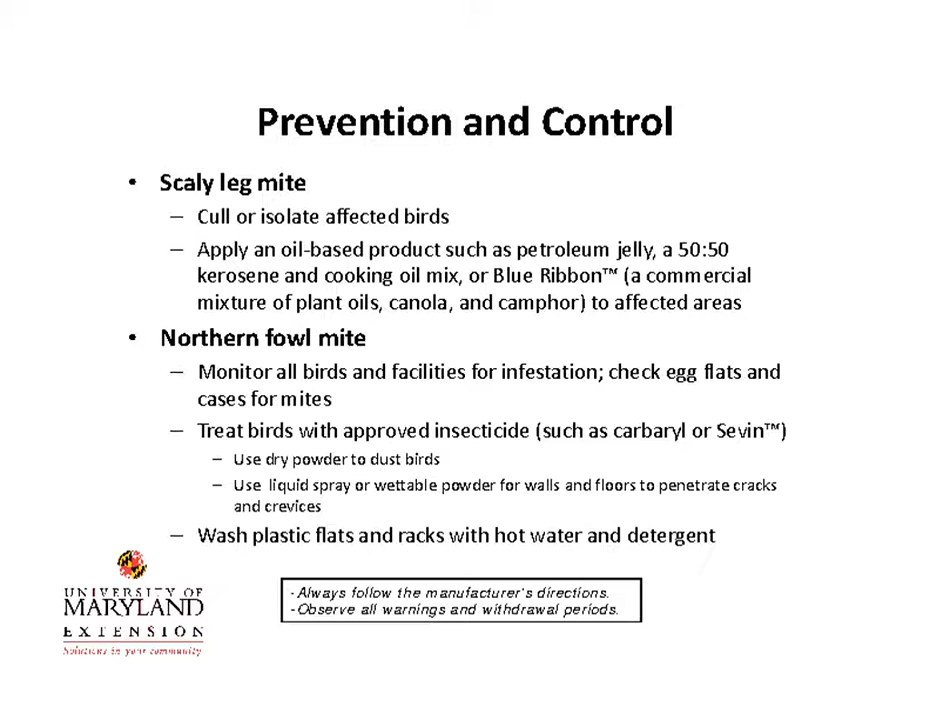 Prevention and Control
• Scaly leg mite
– Cull or isolate affected birds
– Apply an oil-based product such as petroleum jelly, a 50:50
kerosene and cooking oil mix, or Blue Ribbon™ (a commercial
mixture of plant oils, canola, and camphor) to affected areas
• Northern fowl mite
– Monitor all birds and facilities for infestation; check egg flats and
cases for mites
– Treat birds with approved insecticide (such as carbaryl or Sevin™)
– Use dry powder to dust birds
– Use liquid spray or wettable powder for walls and floors to penetrate cracks
and crevices
– Wash plastic flats and racks with hot water and detergent
-Always follow the manufacturer's directions.
-Observe all warnings and withdrawal periods.
UNIVERSITY OF
MARYLAND
EXTENSION
Solutions in your community